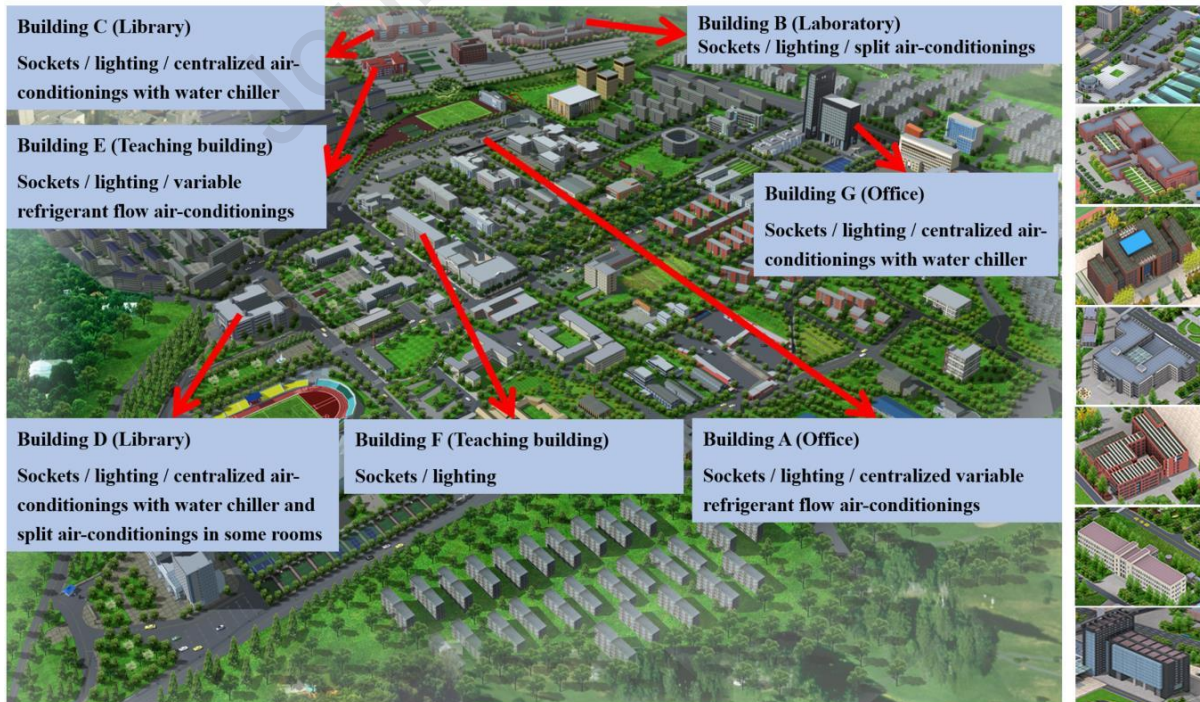 Building C (Library)
Sockets / lighting / centralized air-
conditionings with water chiller
Building B (Laboratory)
Sockets / lighting / split air-conditionings
Building E (Teaching building)
Sockets / lighting / variable
refrigerant flow air-conditionings
Building G (Office)
Sockets / lighting / centralized air-
conditionings with water chiller
Building D (Library)
Sockets / lighting / centralized air-
conditionings with water chiller and
split air-conditionings in some rooms
Building F (Teaching building)
Sockets / lighting
Building A (Office)
Sockets / lighting / centralized variable
refrigerant flow air-conditionings